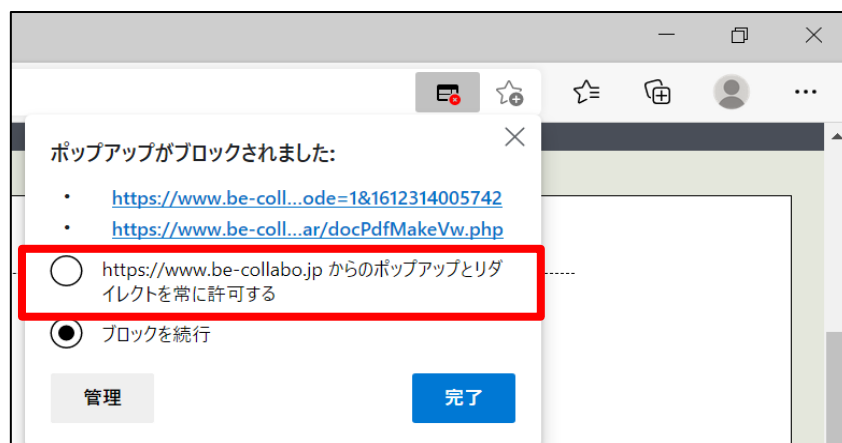 ポップアップがブロックされました:
• https://www.be-coll...ode=1&1612314005742
• https://www.be-coll...ar/docPdfMakeVw.php
https://www.be-collabo.jp からのポップアップとリダ
イレクトを常に許可する
ブロックを続行
管理 完了